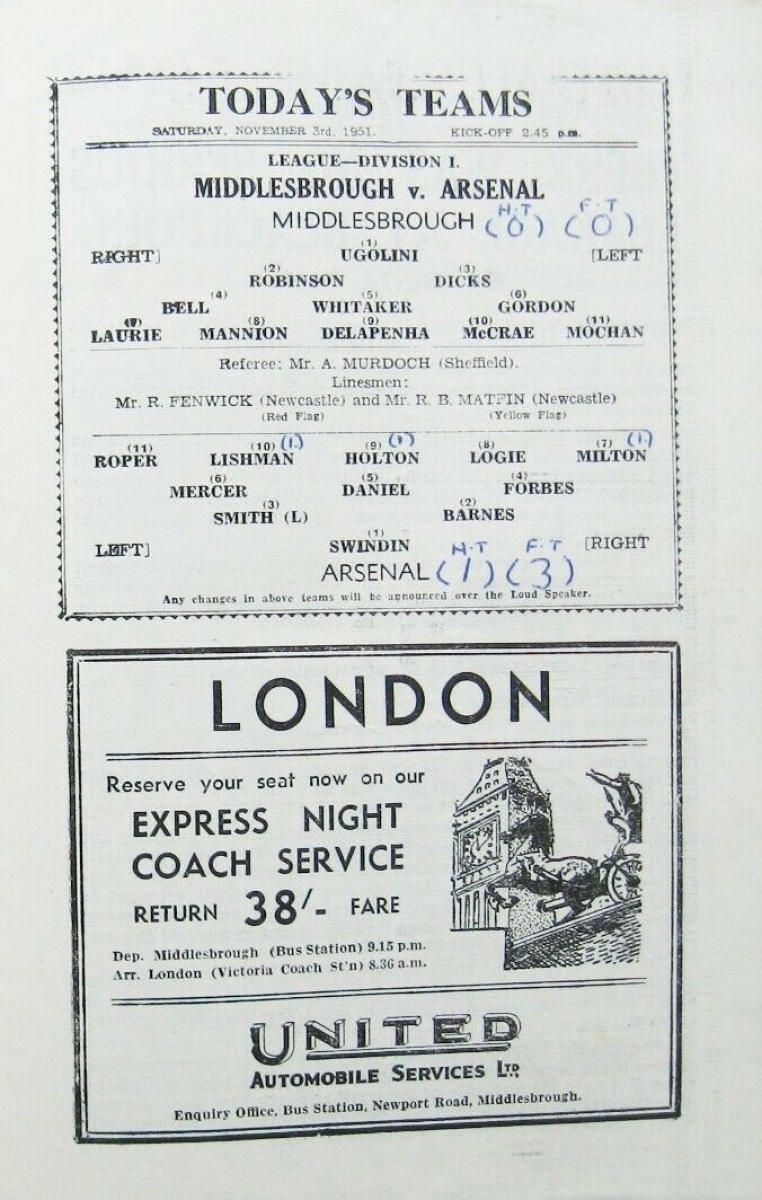 TODAY'S TEAMS
SATURDAY, NOVEMBER 3rd, 1951. KICK-OFF 2.45 p.m.
LEAGUE—DIVISION I.
MIDDLESBROUGH v. ARSENAL
H.T F.T
MIDDLESBROUGH (0) (0)
(1)
RIGHT] UGOLINI [LEFT
(2) (3)
ROBINSON DICKS
(4) (5) (6)
BELL WHITAKER GORDON
(7) (8) (9) (10) (11)
LAURIE MANNION DELAPENHA McCRAE MOCHAN
Referee: Mr. A. MURDOCH (Sheffield).
Linesmen:
Mr. R. FENWICK (Newcastle) and Mr. R. B. MATFIN (Newcastle)
(Red Flag) (Yellow Flag)
(11) (10) (1.) (9) (1) (8) (7) (1.)
ROPER LISHMAN HOLTON LOGIE MILTON
(6) (5) (4)
MERCER DANIEL FORBES
(3) (2)
SMITH (L) BARNES
(1)
LEFT] SWINDIN [RIGHT
H.T F.T
ARSENAL (1) (3)
Any changes in above teams will be announced over the Loud Speaker.
LONDON
Reserve your seat now on our
EXPRESS NIGHT
COACH SERVICE
RETURN 38/- FARE
Dep. Middlesbrough (Bus Station) 9.15 p.m.
Arr. London (Victoria Coach St'n) 8.36 a.m.
UNITED
AUTOMOBILE SERVICES LTD.
Enquiry Office, Bus Station, Newport Road, Middlesbrough.